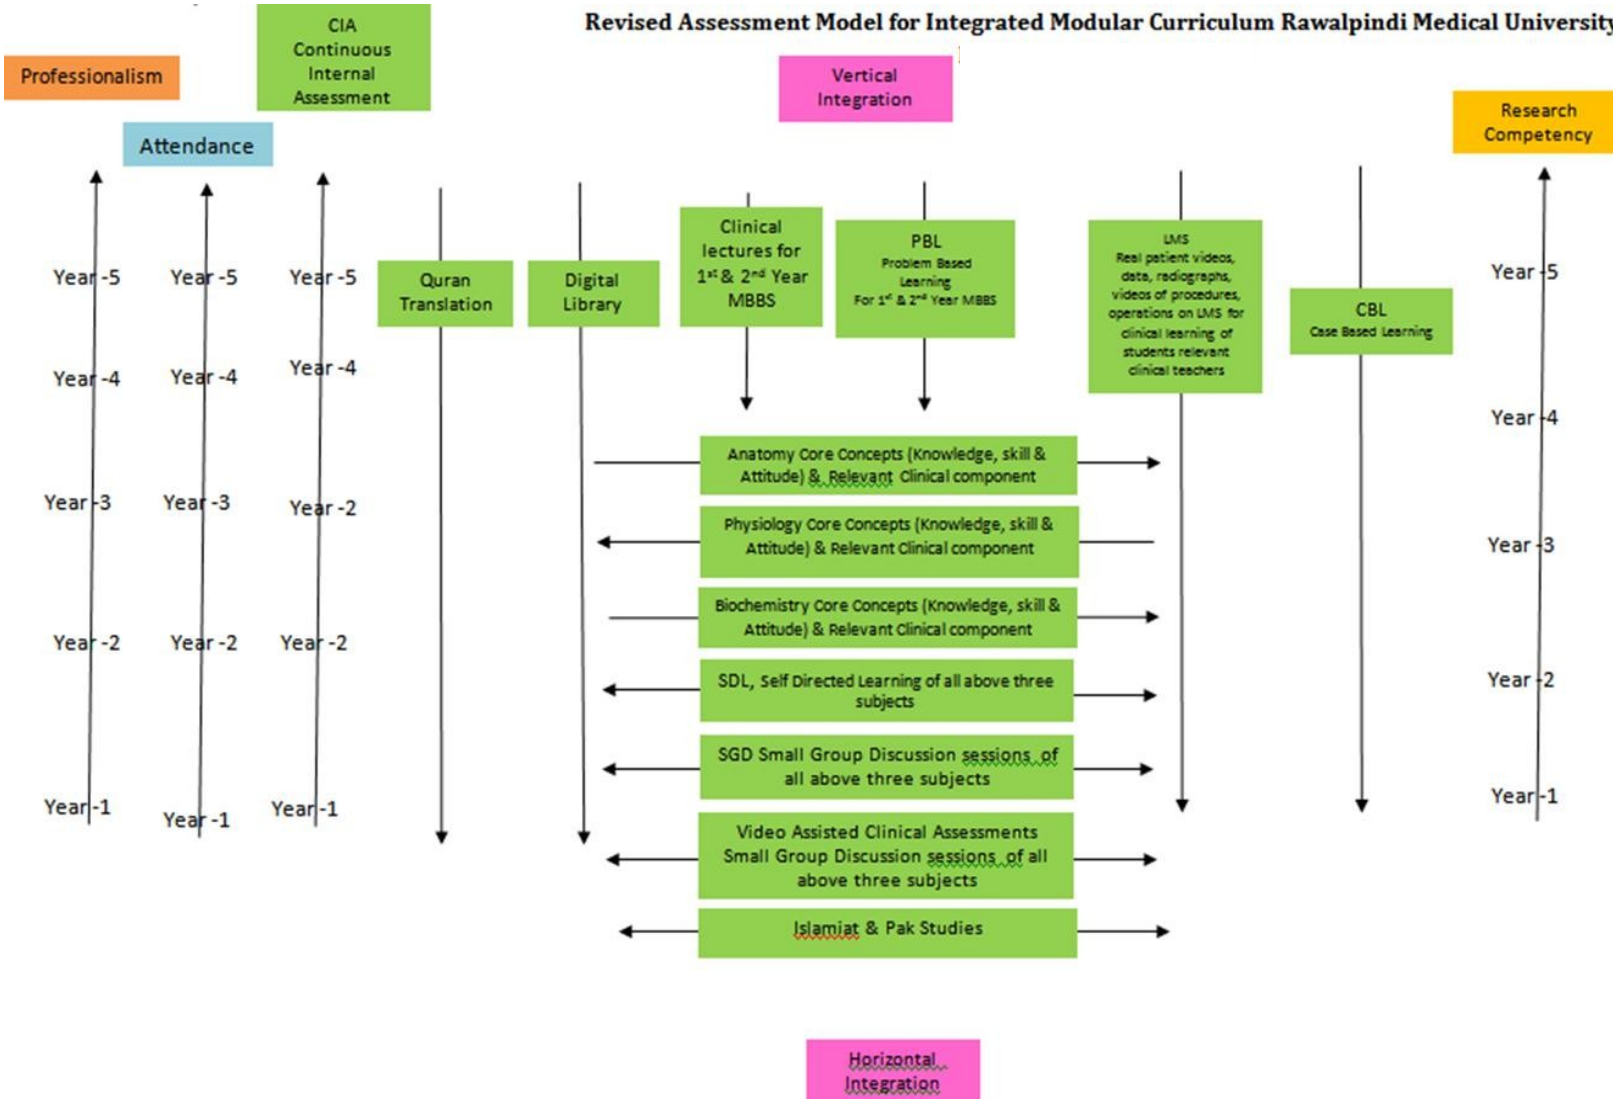 Revised Assessment Model for Integrated Modular Curriculum Rawalpindi Medical University
CIA
Continuous
Internal
Assessment
Professionalism
Attendance
Vertical
Integration
Research
Competency
Year -5
Year -4
Year -3
Year -2
Year -1
Year -5
Year -4
Year -3
Year -2
Year -1
Year -5
Year -4
Year -2
Year -2
Year -1
Quran
Translation
Digital
Library
Clinical
lectures for
1st & 2nd Year
MBBS
PBL
Problem Based
Learning
For 1st & 2nd Year MBBS
LMS
Real patient videos,
data, radiographs,
videos of procedures,
operations on LMS for
clinical learning of
students relevant
clinical teachers
CBL
Case Based Learning
Year -5
Year -4
Year -3
Year -2
Year -1
Anatomy Core Concepts (Knowledge, skill &
Attitude) & Relevant Clinical component
Physiology Core Concepts (Knowledge, skill &
Attitude) & Relevant Clinical component
Biochemistry Core Concepts (Knowledge, skill &
Attitude) & Relevant Clinical component
SDL, Self Directed Learning of all above three
subjects
SGD Small Group Discussion sessions of
all above three subjects
Video Assisted Clinical Assessments
Small Group Discussion sessions of all
above three subjects
Islamiat & Pak Studies
Horizontal
Integration